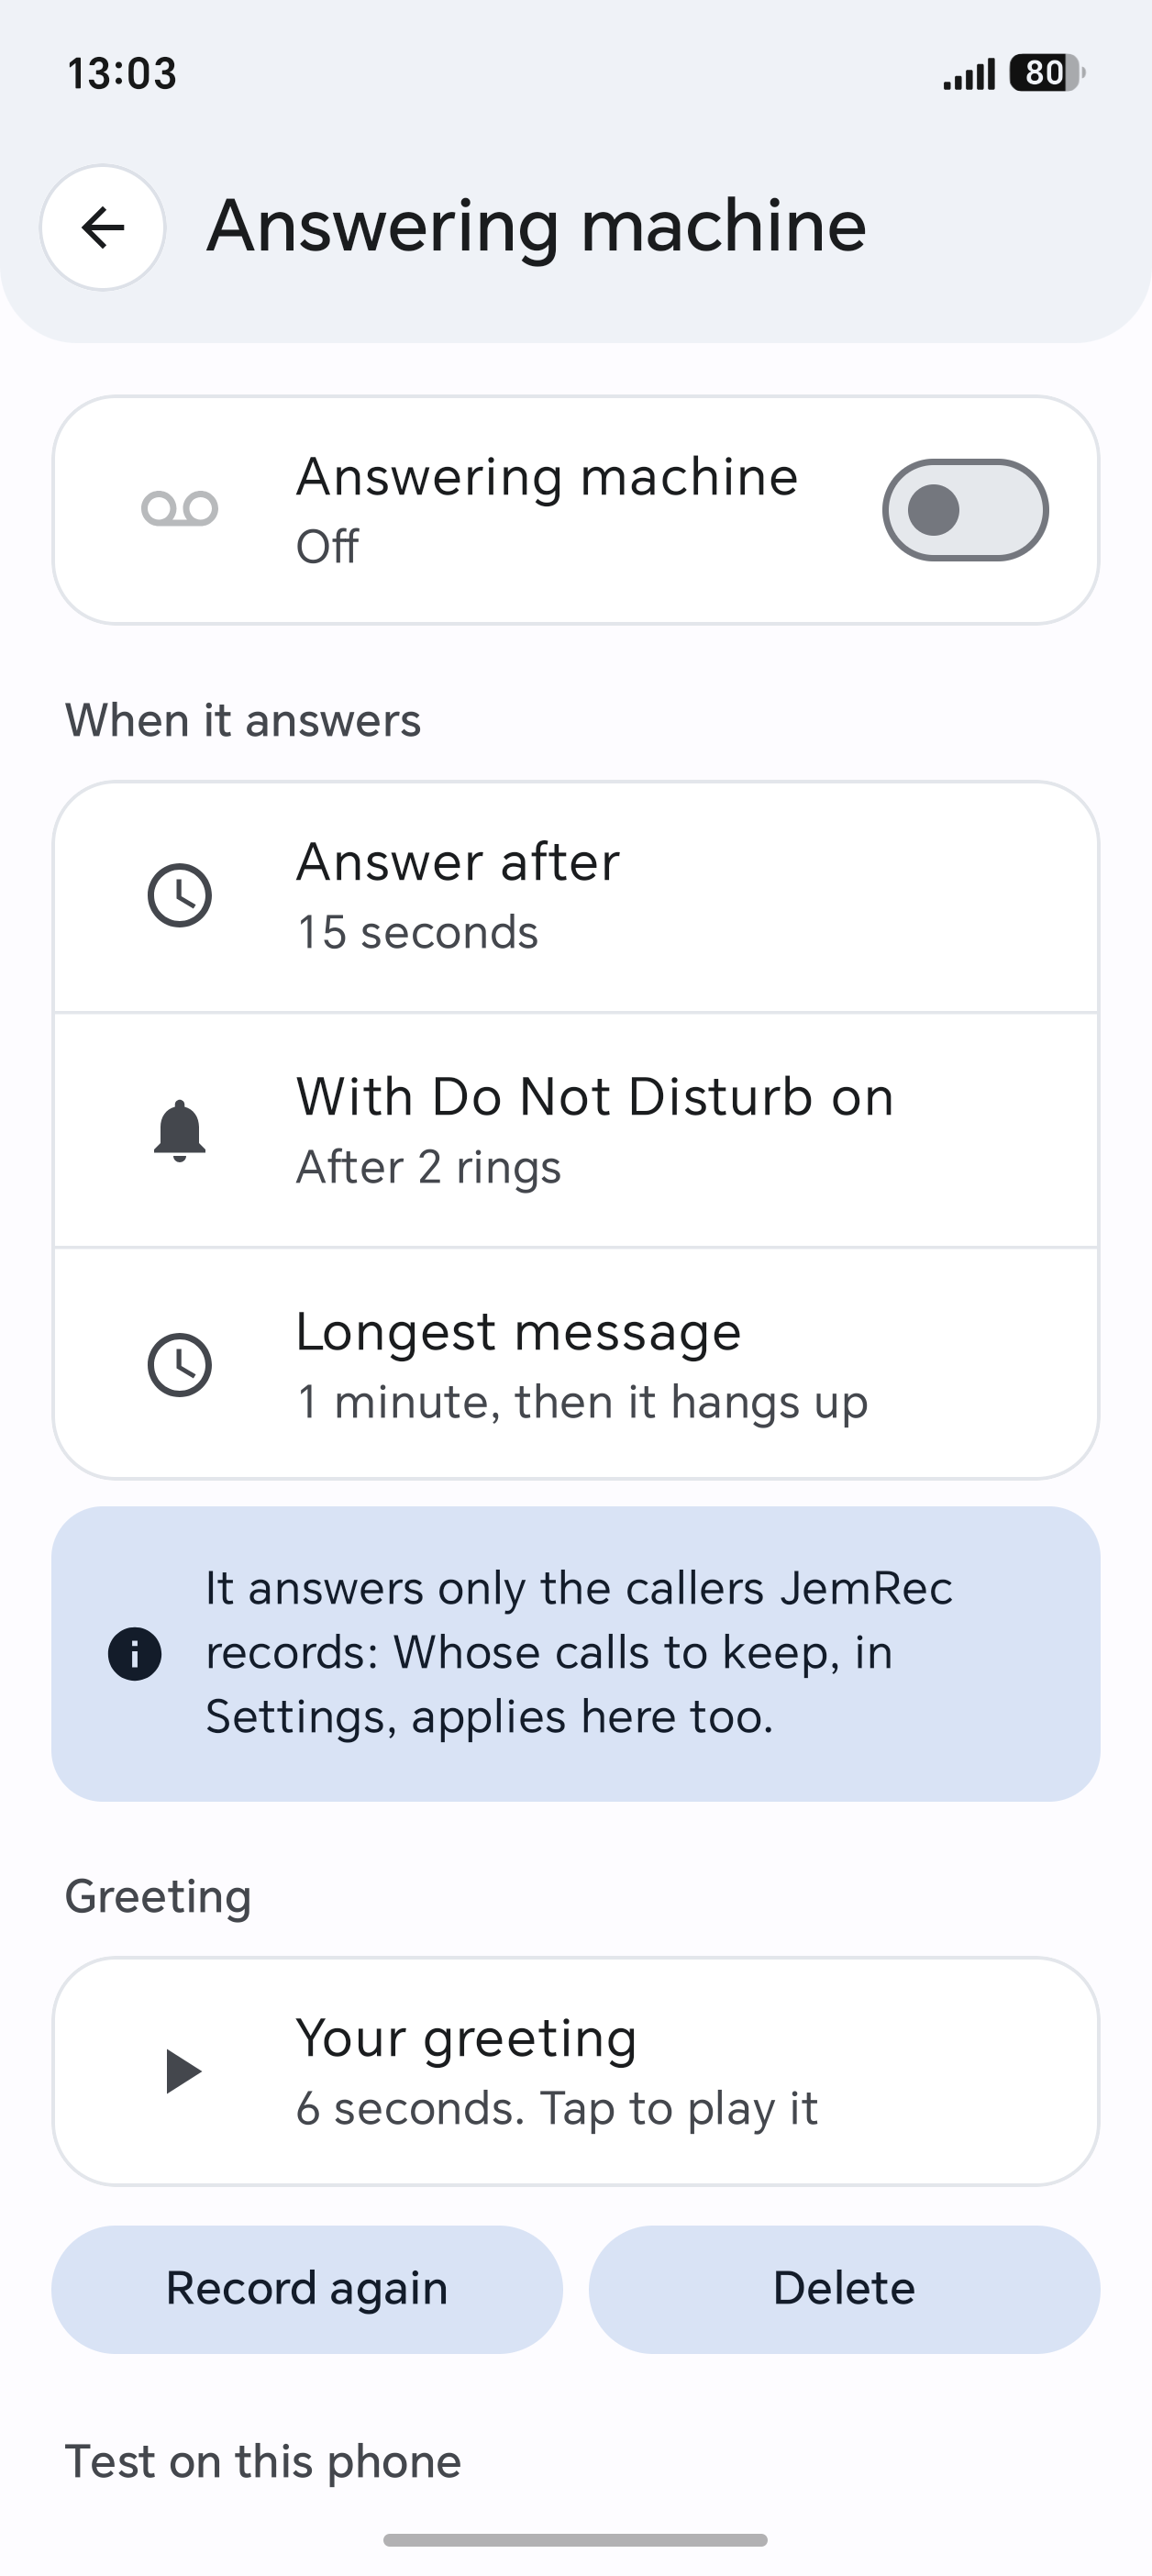 13:03
80
Answering machine
Answering machine
Off
When it answers
Answer after
15 seconds
With Do Not Disturb on
After 2 rings
Longest message
1 minute, then it hangs up
It answers only the callers JemRec
records: Whose calls to keep, in
Settings, applies here too.
Greeting
Your greeting
6 seconds. Tap to play it
Record again
Delete
Test on this phone